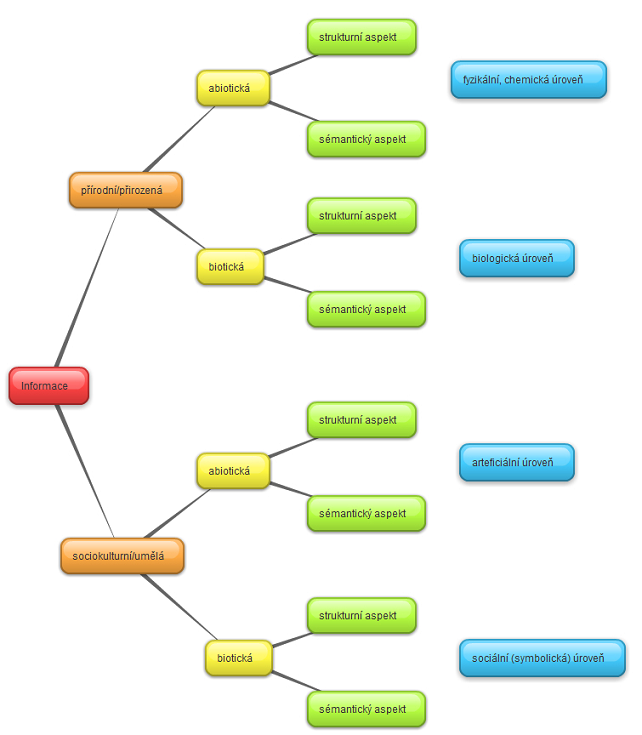 strukturní aspekt
fyzikální, chemická úroveň
abiotická
sémantický aspekt
přírodní/přirozená
strukturní aspekt
biologická úroveň
biotická
sémantický aspekt
Informace
strukturní aspekt
arteficiální úroveň
abiotická
sémantický aspekt
sociokulturní/umělá
strukturní aspekt
sociální (symbolická) úroveň
biotická
sémantický aspekt